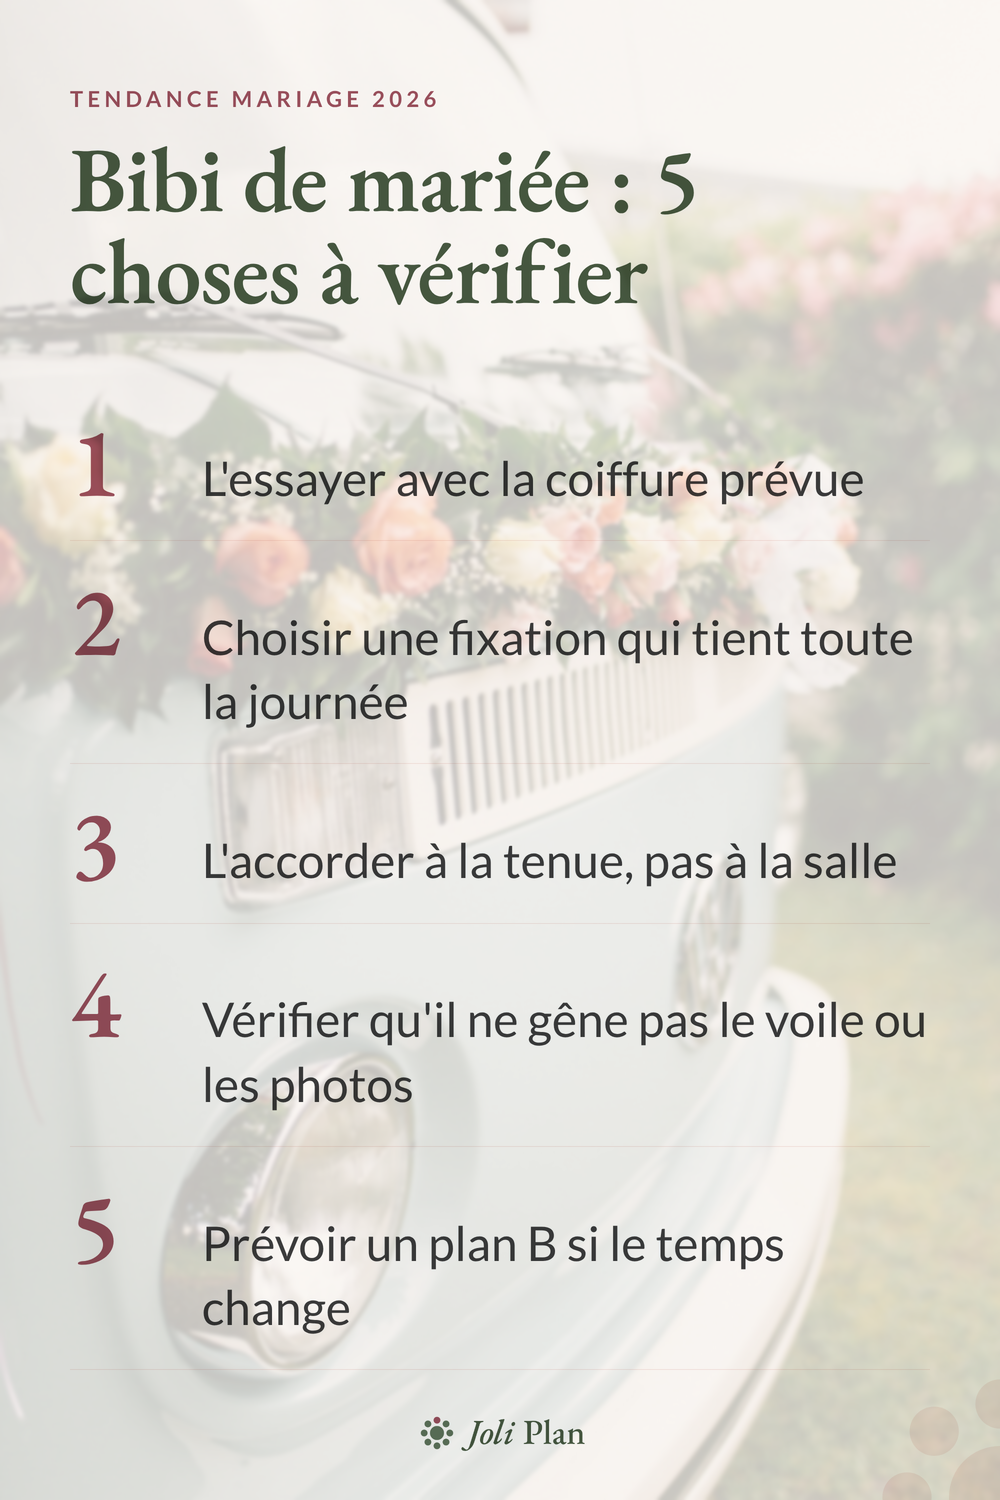 TENDANCE MARIAGE 2026
Bibi de mariée : 5
choses à vérifier
1
L'essayer avec la coiffure prévue
2
Choisir une fixation qui tient toute
la journée
3
L'accorder à la tenue, pas à la salle
4
Vérifier qu'il ne gêne pas le voile ou
les photos
5
Prévoir un plan B si le temps
change
Joli Plan